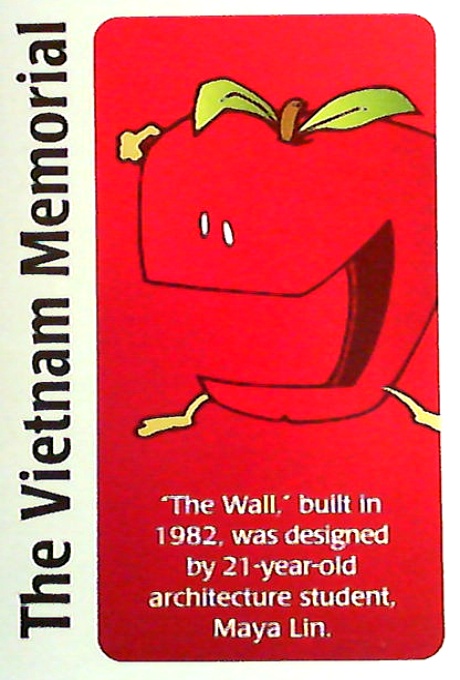 The Vietnam Memorial
"The Wall," built in
1982, was designed
by 21-year-old
architecture student,
Maya Lin.